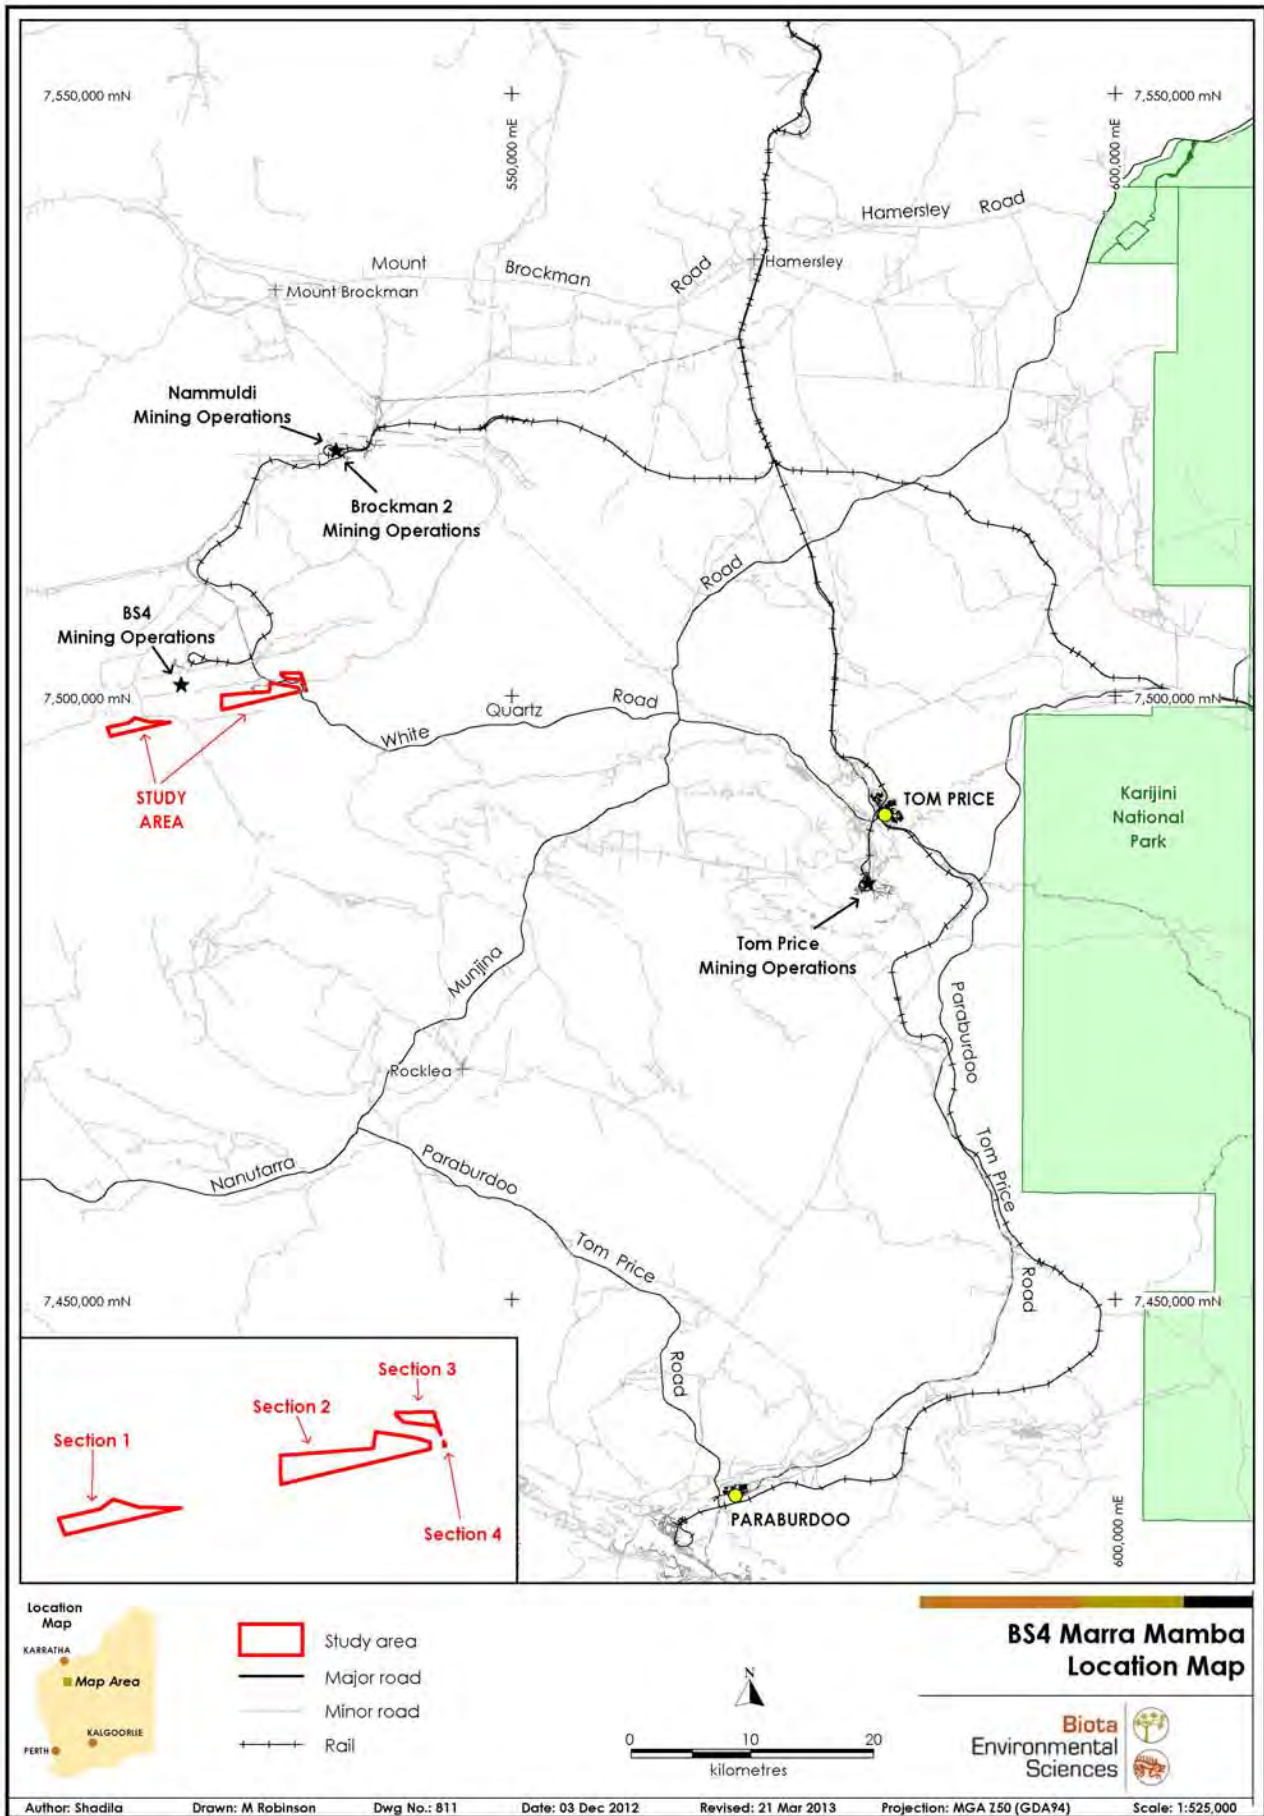 7,550,000 mN
550,000 mE
600,000 mE
7,550,000 mN
Hamersley Road
Mount Brockman Road
Hamersley
Mount Brockman
Nammuldi
Mining Operations
Brockman 2
Mining Operations
Road
BS4
Mining Operations
7,500,000 mN
7,500,000 mN
White Quartz Road
STUDY
AREA
TOM PRICE
Karijini
National
Park
Tom Price
Mining Operations
Munjina
Paraburdoo
Rocklea
Nanutarra
Paraburdoo
Tom Price
Tom Price
Road
7,450,000 mN
7,450,000 mN
Road
Section 3
Section 2
Section 1
Section 4
PARABURDOO
600,000 mE
Location
Map
KARRATHA
Map Area
KALGOORLIE
PERTH
Study area
Major road
Minor road
Rail
N
0 10 20
kilometres
BS4 Marra Mamba
Location Map
Biota
Environmental
Sciences
Author: Shadila Drawn: M Robinson Dwg No.: 811 Date: 03 Dec 2012 Revised: 21 Mar 2013 Projection: MGA Z50 (GDA94) Scale: 1:525,000